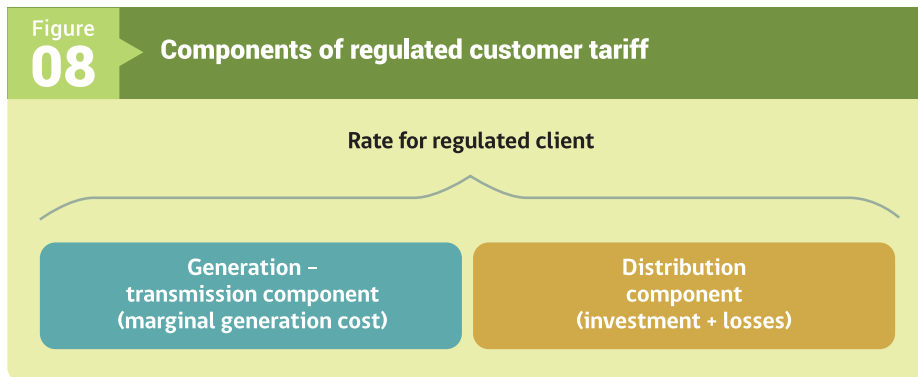 Figure
08
Components of regulated customer tariff
Rate for regulated client
Generation –
transmission component
(marginal generation cost)
Distribution
component
(investment + losses)